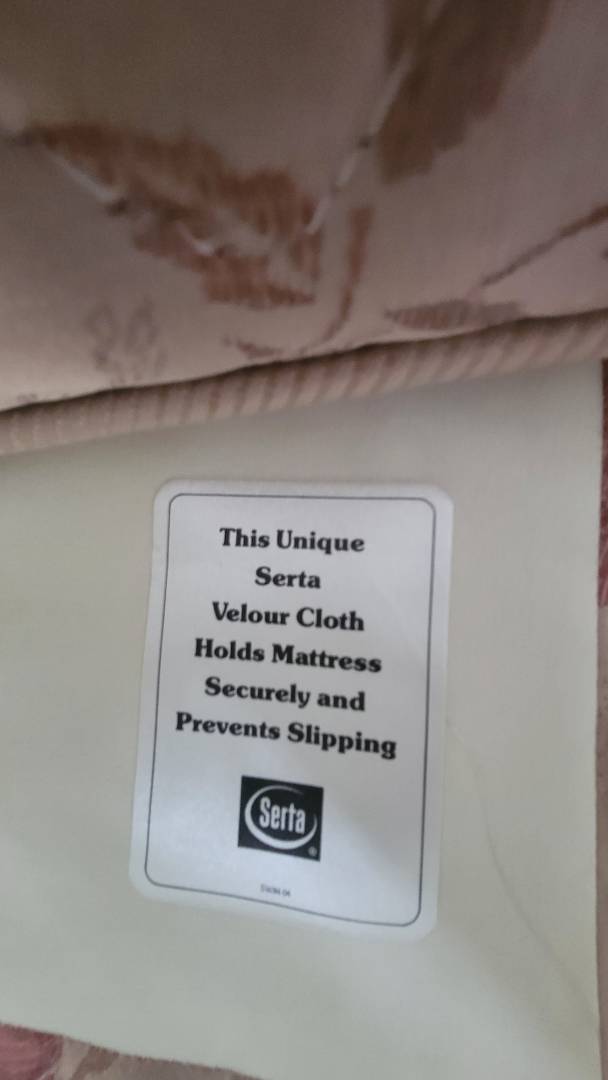 This Unique
Serta
Velour Cloth
Holds Mattress
Securely and
Prevents Slipping
Serta
®